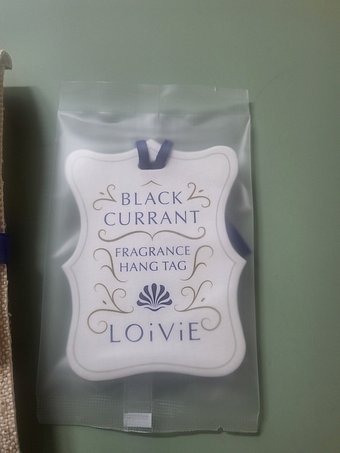 BLACK
CURRANT
FRAGRANCE
HANG TAG
LOiViE